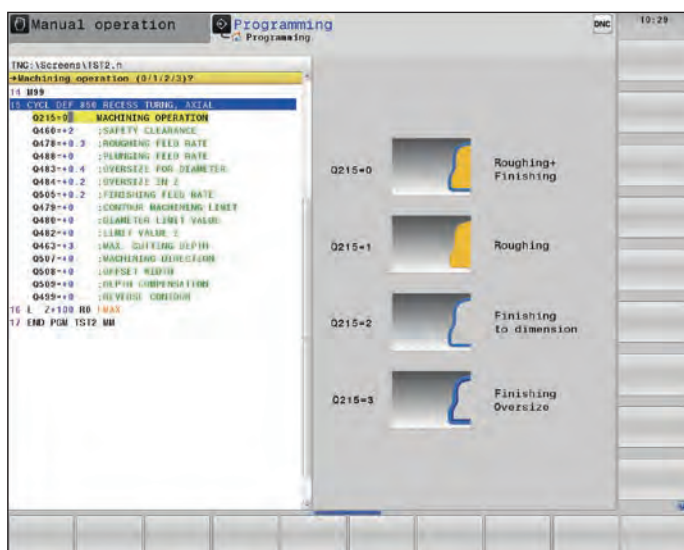 Manual operation
Programming
Programming
DNC
10:29
TNC:\Screens\TST2.h
→Machining operation (0/1/2/3)?
14 M99
15 CYCL DEF 850 RECESS TURNG, AXIAL
Q215=0 MACHINING OPERATION
Q460=+2 ;SAFETY CLEARANCE
Q478=+0.3 ;ROUGHING FEED RATE
Q488=+0 ;PLUNGING FEED RATE
Q483=+0.4 ;OVERSIZE FOR DIAMETER
Q484=+0.2 ;OVERSIZE IN Z
Q505=+0.2 ;FINISHING FEED RATE
Q479=+0 ;CONTOUR MACHINING LIMIT
Q480=+0 ;DIAMETER LIMIT VALUE
Q482=+0 ;LIMIT VALUE Z
Q463=+3 ;MAX. CUTTING DEPTH
Q507=+0 ;MACHINING DIRECTION
Q508=+0 ;OFFSET WIDTH
Q509=+0 ;DEPTH COMPENSATION
Q499=+0 ;REVERSE CONTOUR
16 L Z+100 R0 FMAX
17 END PGM TST2 MM
Q215=0
Roughing+
Finishing
Q215=1
Roughing
Q215=2
Finishing
to dimension
Q215=3
Finishing
Oversize